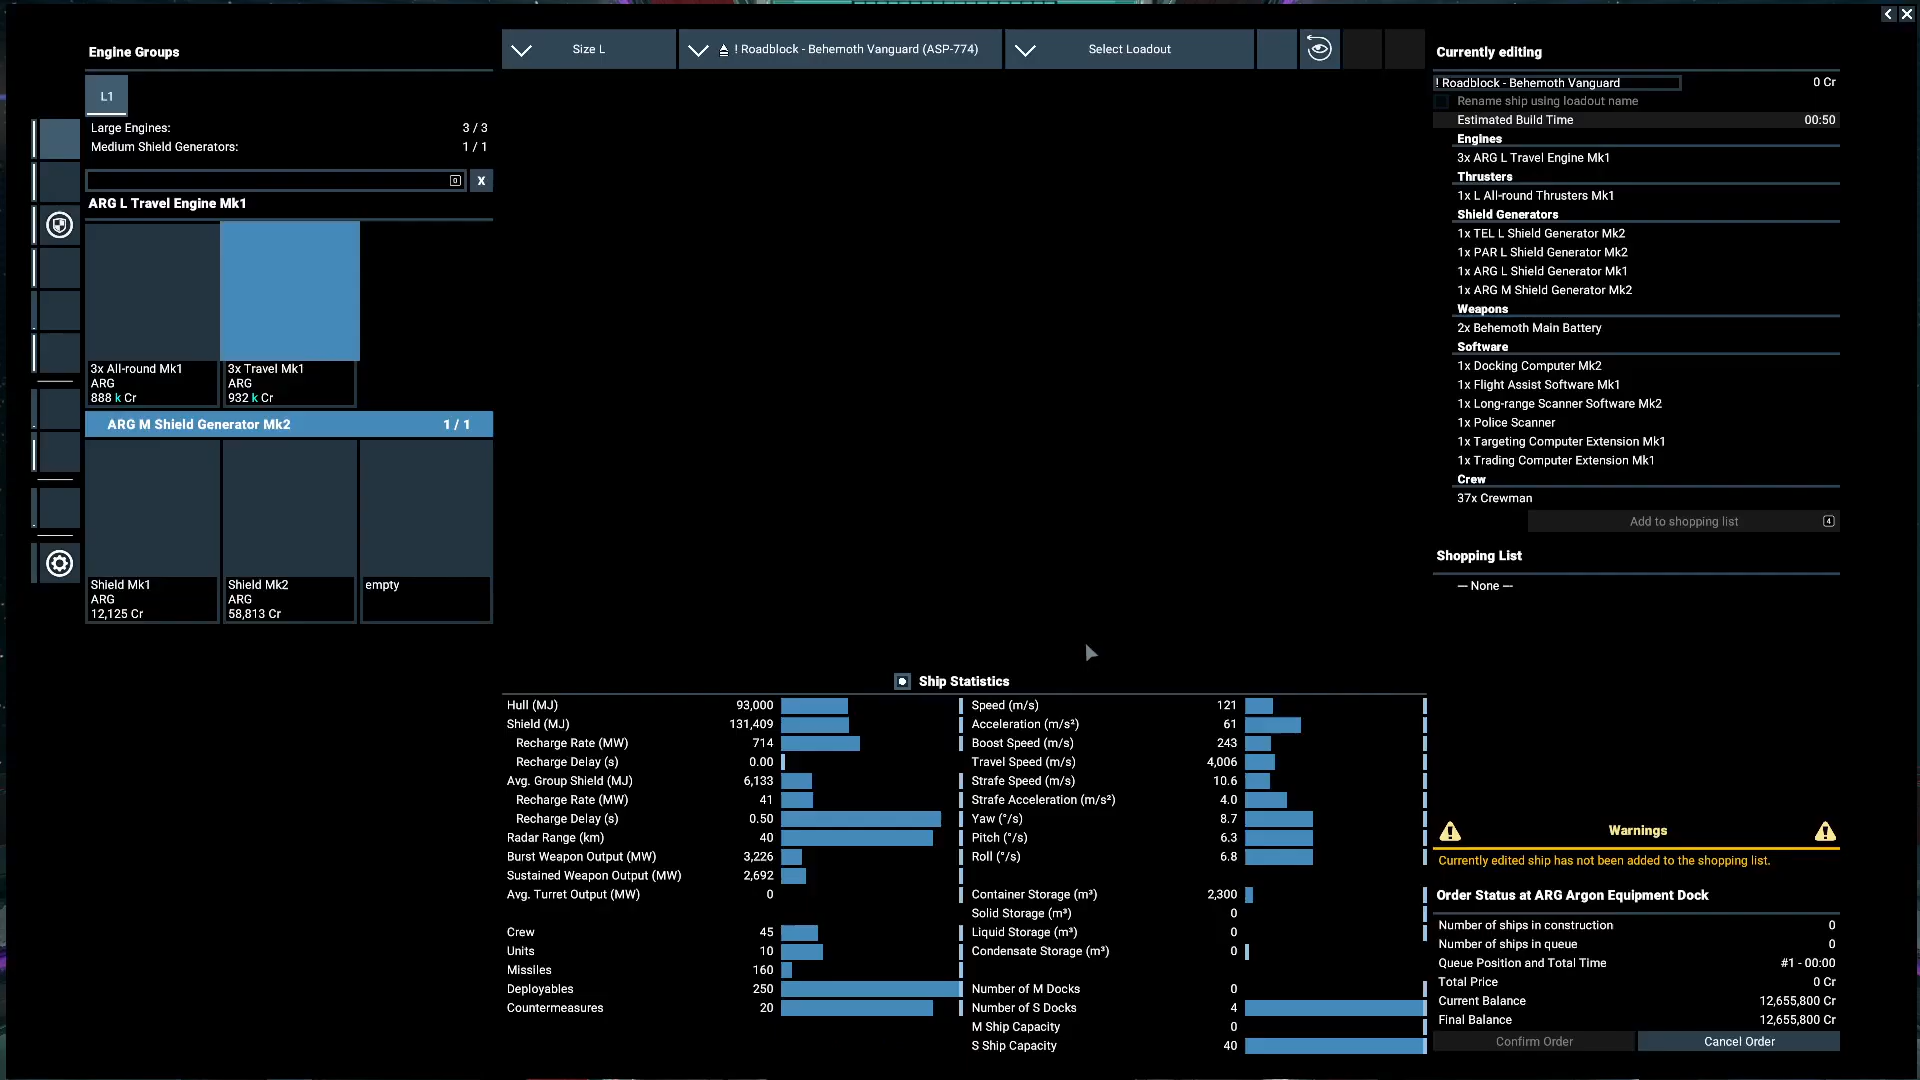 Engine Groups
L1
Large Engines: 3 / 3
Medium Shield Generators: 1 / 1
X
ARG L Travel Engine Mk1
3x All-round Mk1
ARG
888 k Cr
3x Travel Mk1
ARG
932 k Cr
ARG M Shield Generator Mk2 1 / 1
Shield Mk1
ARG
12,125 Cr
Shield Mk2
ARG
58,813 Cr
empty
Size L
! Roadblock - Behemoth Vanguard (ASP-774)
Select Loadout
Ship Statistics
Hull (MJ) 93,000
Shield (MJ) 131,409
Recharge Rate (MW) 714
Recharge Delay (s) 0.00
Avg. Group Shield (MJ) 6,133
Recharge Rate (MW) 41
Recharge Delay (s) 0.50
Radar Range (km) 40
Burst Weapon Output (MW) 3,226
Sustained Weapon Output (MW) 2,692
Avg. Turret Output (MW) 0
Crew 45
Units 10
Missiles 160
Deployables 250
Countermeasures 20
Speed (m/s) 121
Acceleration (m/s²) 61
Boost Speed (m/s) 243
Travel Speed (m/s) 4,006
Strafe Speed (m/s) 10.6
Strafe Acceleration (m/s²) 4.0
Yaw (°/s) 8.7
Pitch (°/s) 6.3
Roll (°/s) 6.8
Container Storage (m³) 2,300
Solid Storage (m³) 0
Liquid Storage (m³) 0
Condensate Storage (m³) 0
Number of M Docks 0
Number of S Docks 4
M Ship Capacity 0
S Ship Capacity 40
Currently editing
! Roadblock - Behemoth Vanguard 0 Cr
Rename ship using loadout name
Estimated Build Time 00:50
Engines
3x ARG L Travel Engine Mk1
Thrusters
1x L All-round Thrusters Mk1
Shield Generators
1x TEL L Shield Generator Mk2
1x PAR L Shield Generator Mk2
1x ARG L Shield Generator Mk1
1x ARG M Shield Generator Mk2
Weapons
2x Behemoth Main Battery
Software
1x Docking Computer Mk2
1x Flight Assist Software Mk1
1x Long-range Scanner Software Mk2
1x Police Scanner
1x Targeting Computer Extension Mk1
1x Trading Computer Extension Mk1
Crew
37x Crewman
Add to shopping list
Shopping List
— None —
Warnings
Currently edited ship has not been added to the shopping list.
Order Status at ARG Argon Equipment Dock
Number of ships in construction 0
Number of ships in queue 0
Queue Position and Total Time #1 - 00:00
Total Price 0 Cr
Current Balance 12,655,800 Cr
Final Balance 12,655,800 Cr
Confirm Order
Cancel Order